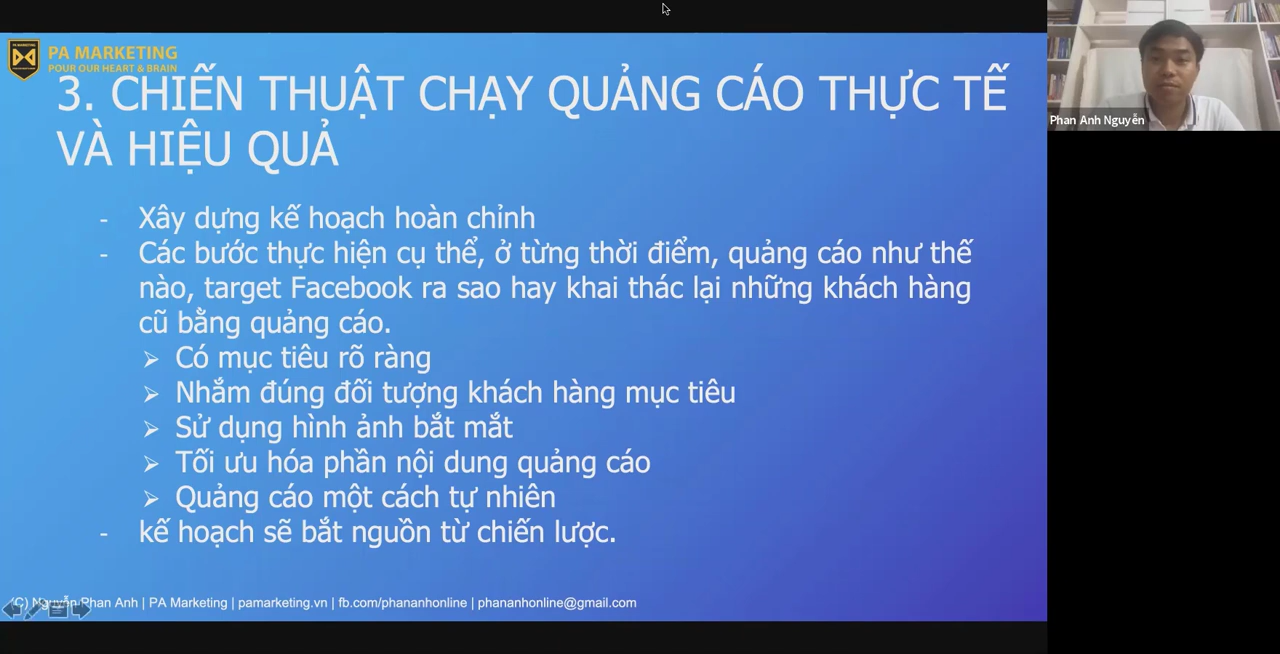 PA MARKETING
POUR OUR HEART & BRAIN
3. CHIẾN THUẬT CHẠY QUẢNG CÁO THỰC TẾ
VÀ HIỆU QUẢ
- Xây dựng kế hoạch hoàn chỉnh
- Các bước thực hiện cụ thể, ở từng thời điểm, quảng cáo như thế
nào, target Facebook ra sao hay khai thác lại những khách hàng
cũ bằng quảng cáo.
➢ Có mục tiêu rõ ràng
➢ Nhắm đúng đối tượng khách hàng mục tiêu
➢ Sử dụng hình ảnh bắt mắt
➢ Tối ưu hóa phần nội dung quảng cáo
➢ Quảng cáo một cách tự nhiên
- kế hoạch sẽ bắt nguồn từ chiến lược.
(C) Nguyễn Phan Anh | PA Marketing | pamarketing.vn | fb.com/phananhonline | phananhonline@gmail.com
Phan Anh Nguyễn